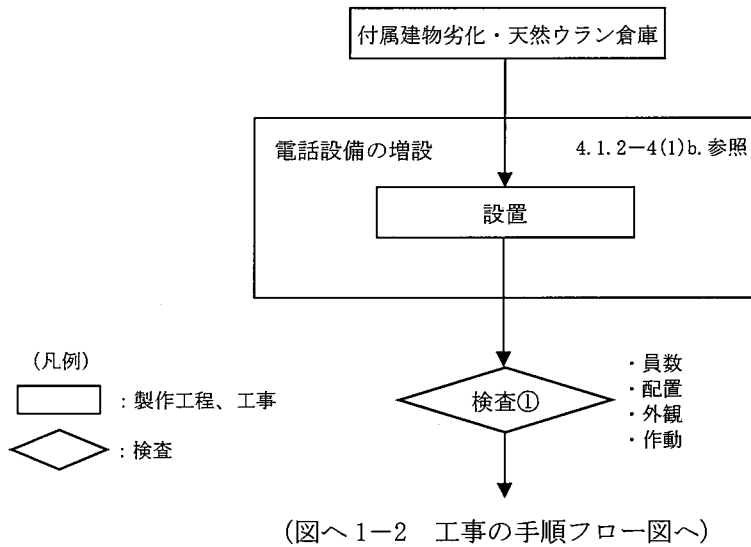 付属建物劣化・天然ウラン倉庫
電話設備の増設
4.1.2－4(1)b.参照
設置
検査①
・員数
・配置
・外観
・作動
(凡例)
：製作工程、工事
：検査
(図へ1－2　工事の手順フロー図へ)